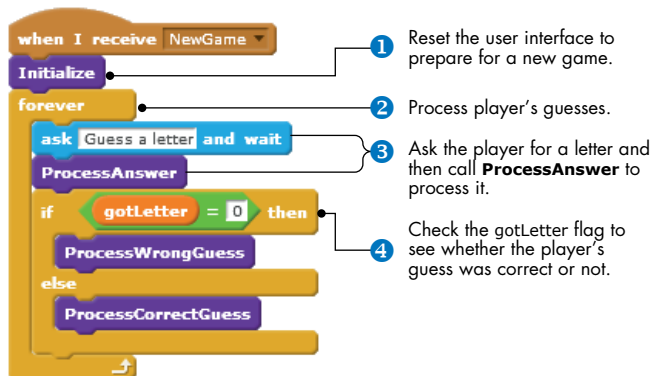 when I receive NewGame
Initialize
forever
ask Guess a letter and wait
ProcessAnswer
if gotLetter = 0 then
ProcessWrongGuess
else
ProcessCorrectGuess
1 Reset the user interface to
prepare for a new game.
2 Process player's guesses.
3 Ask the player for a letter and
then call ProcessAnswer to
process it.
4 Check the gotLetter flag to
see whether the player's
guess was correct or not.